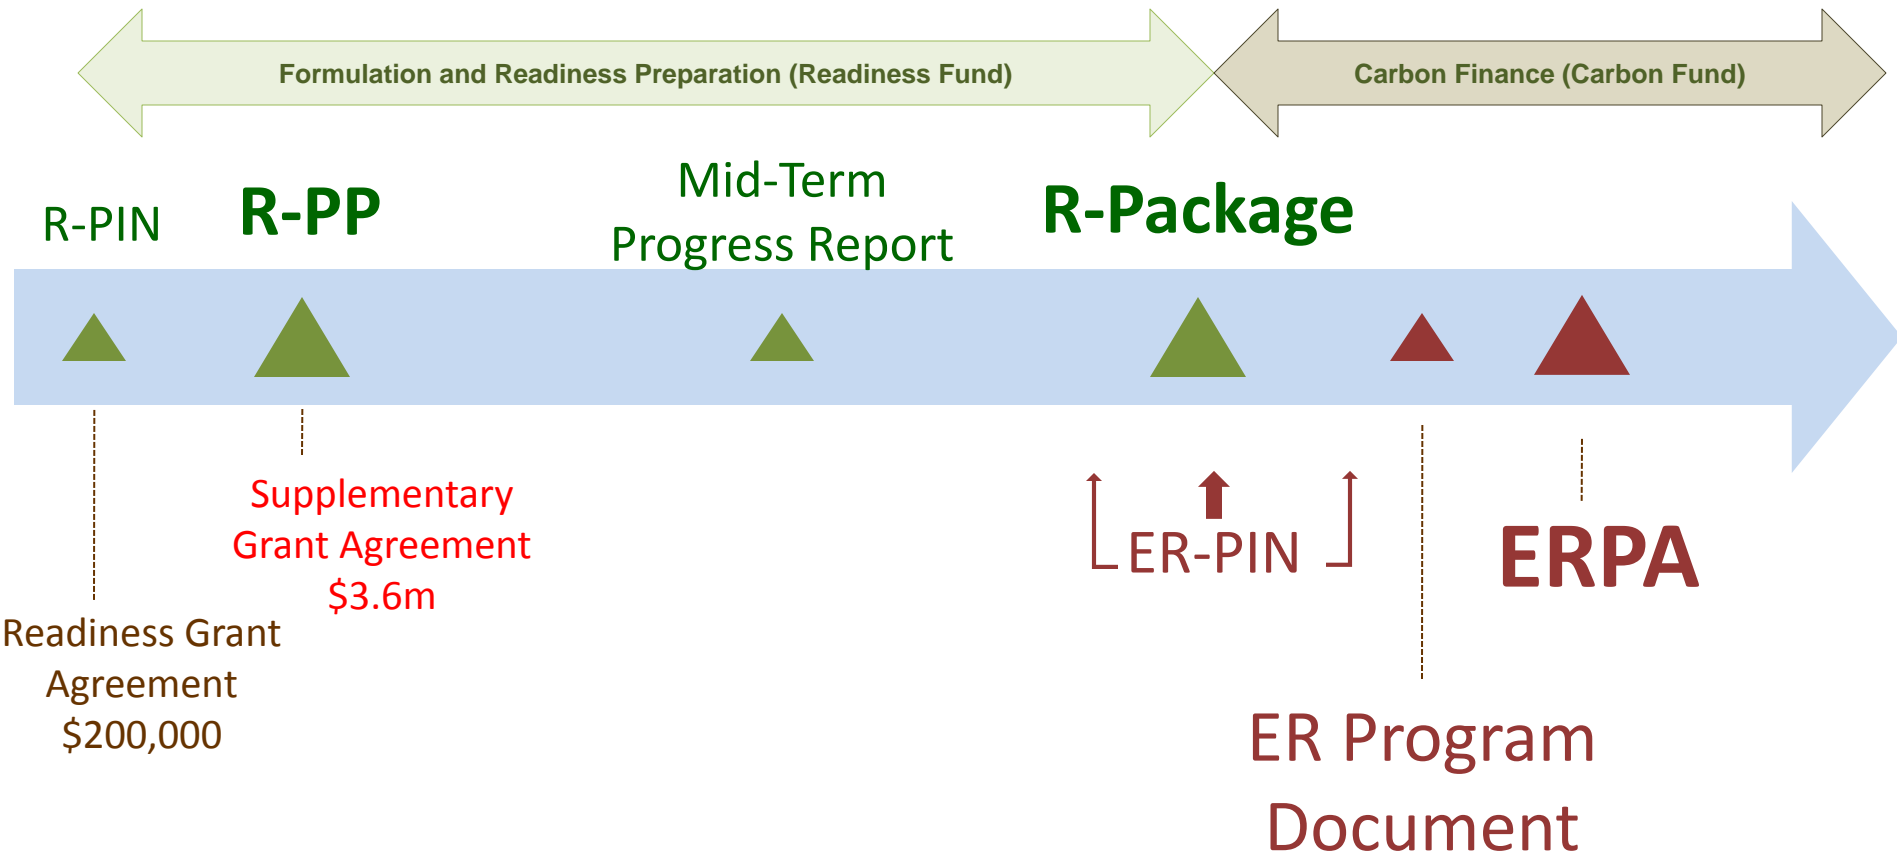 Formulation and Readiness Preparation (Readiness Fund)
Carbon Finance (Carbon Fund)
R-PIN
R-PP
Mid-Term
Progress Report
R-Package
Supplementary
Grant Agreement
$3.6m
Readiness Grant
Agreement
$200,000
ER-PIN
ERPA
ER Program
Document